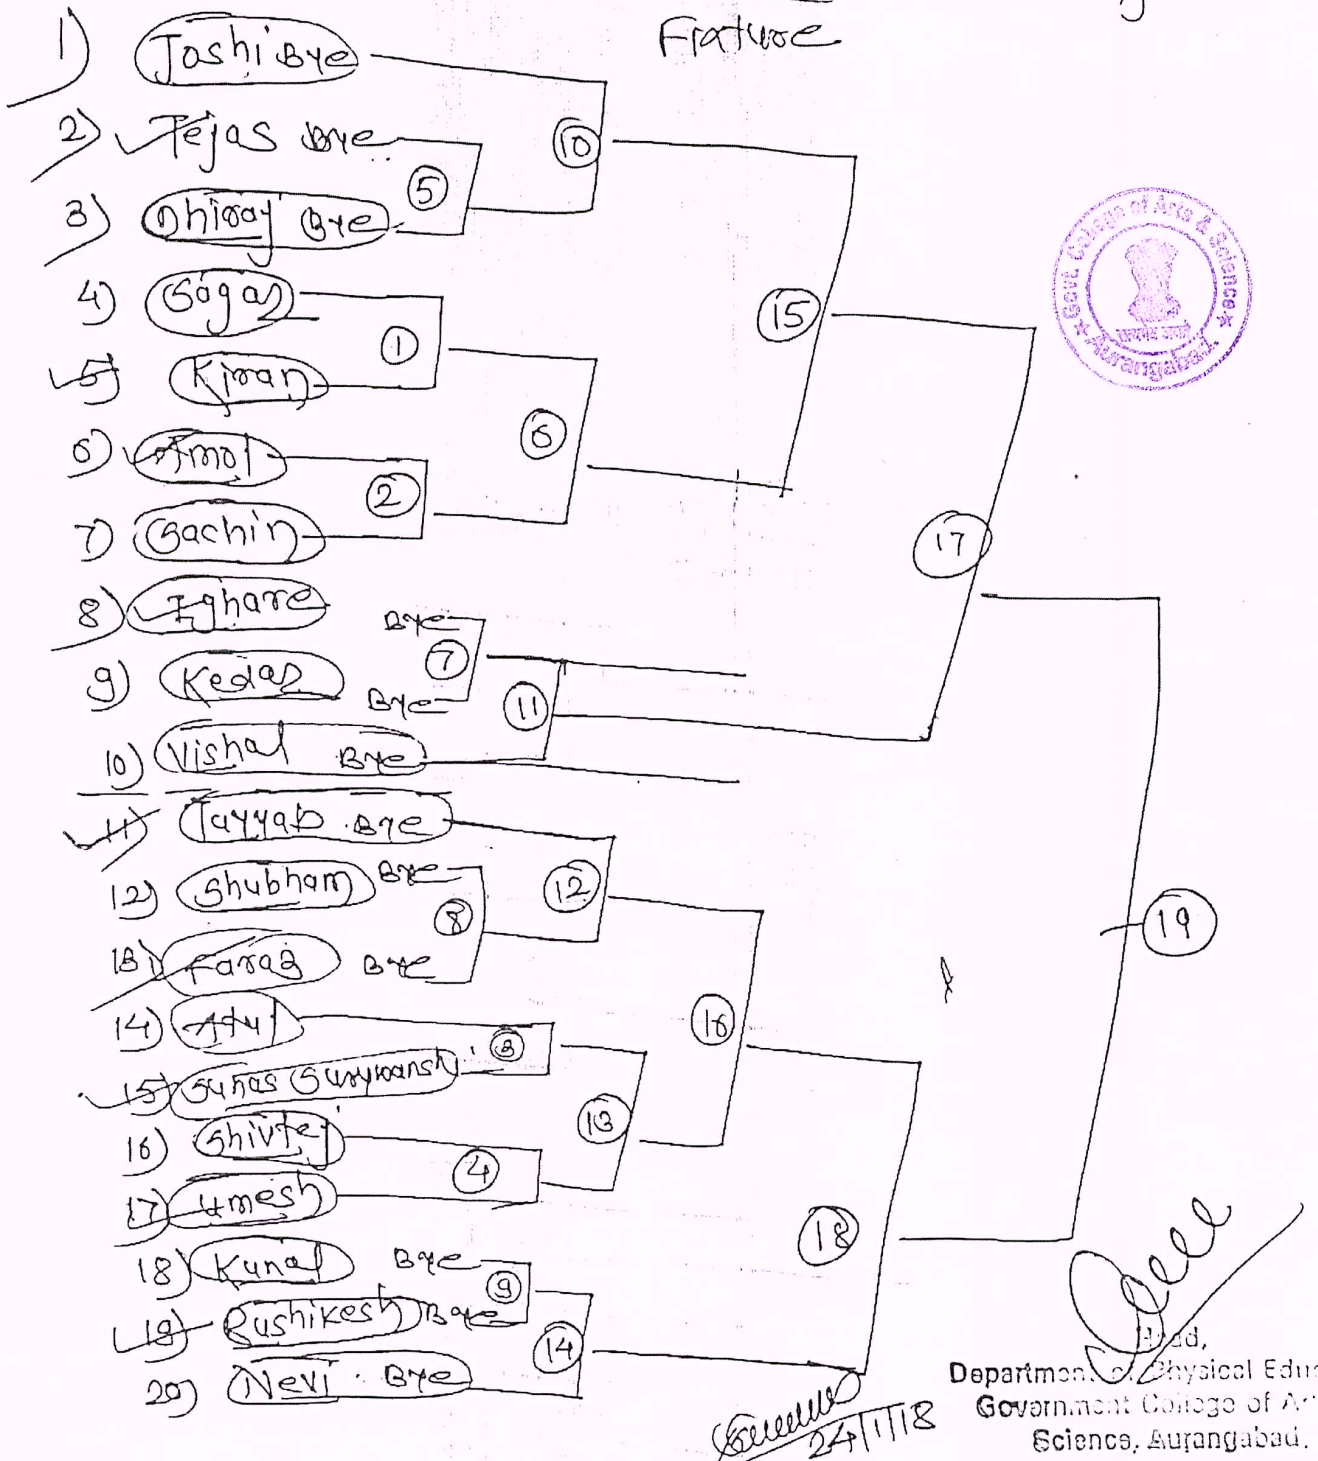 Fixture
1) Joshi Bye
2) Tejas Bye
3) Dhiraj Bye
4) Sagar
5) Kiran
6) Amol
7) Sachin
8) Ighare Bye
9) Kedar Bye
10) Vishal Bye
11) Tayyab Bye
12) Shubham Bye
13) Faraz Bye
14) Atul
15) Suhas Surywanshi
16) Shivtej
17) Umesh
18) Kunal Bye
19) Rushikesh Bye
20) Nevi Bye
10
5
1
15
6
2
17
7
11
12
8
19
16
3
13
4
18
9
14
Govt. College of Arts & Science
Aurangabad.
24/1/18
Head,
Department of Physical Edu
Government College of Ar
Science, Aurangabad.